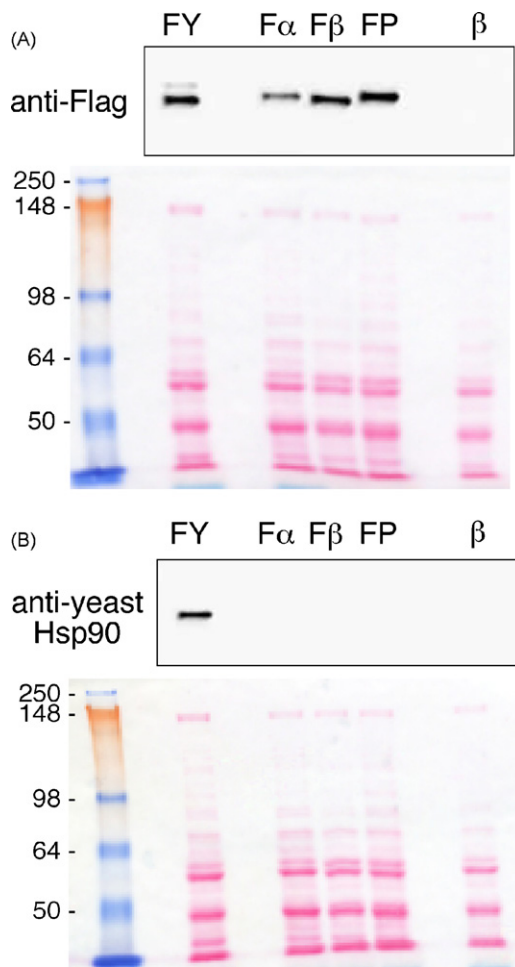 (A)
FY Fα Fβ FP β
anti-Flag
250 -
148 -
98 -
64 -
50 -
(B)
FY Fα Fβ FP β
anti-yeast
Hsp90
250 -
148 -
98 -
64 -
50 -